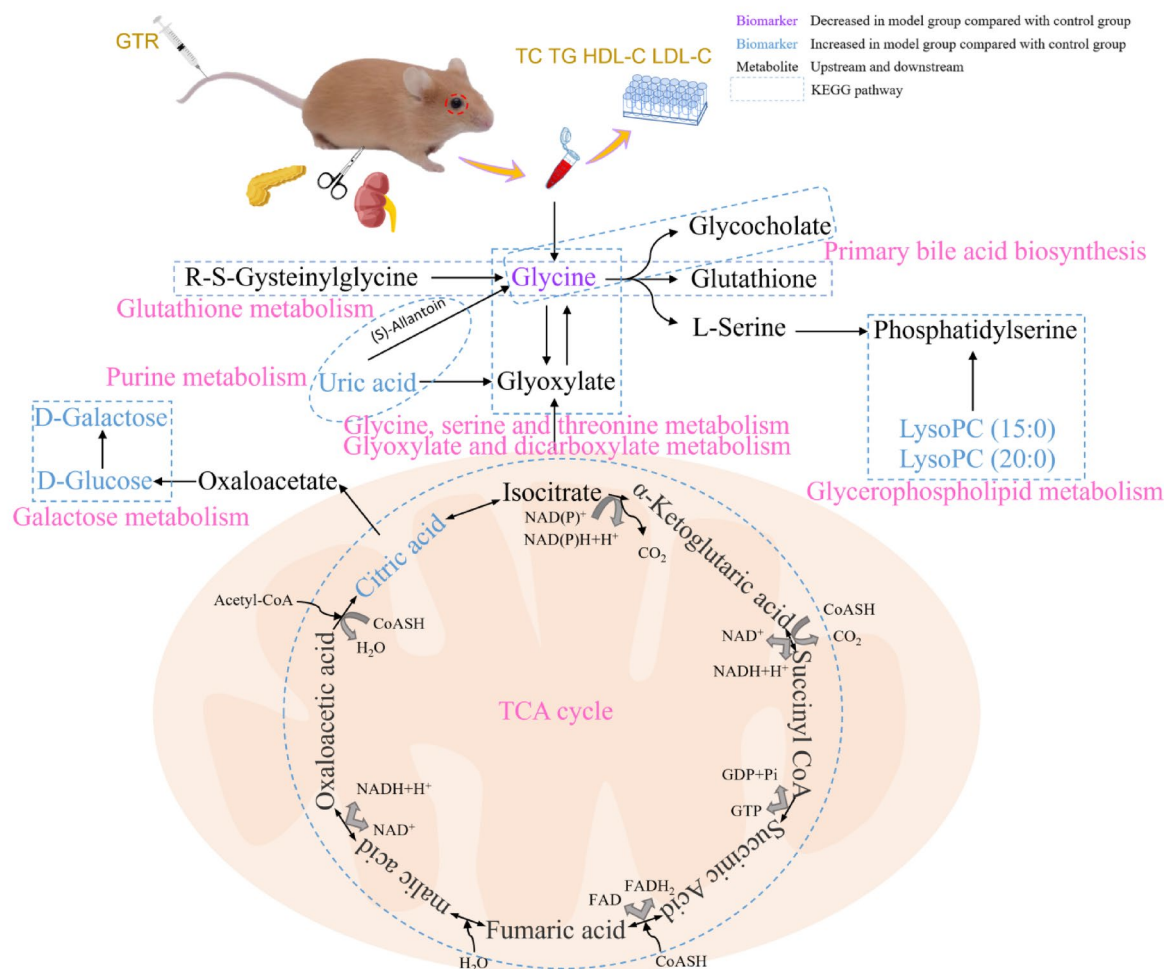 GTR
TC TG HDL-C LDL-C
Biomarker Decreased in model group compared with control group
Biomarker Increased in model group compared with control group
Metabolite Upstream and downstream
KEGG pathway
Glycocholate
Primary bile acid biosynthesis
R-S-Gysteinylglycine
Glycine
Glutathione
Glutathione metabolism
(S)-Allantoin
L-Serine
Phosphatidylserine
Purine metabolism
Uric acid
Glyoxylate
D-Galactose
Glycine, serine and threonine metabolism
Glyoxylate and dicarboxylate metabolism
LysoPC (15:0)
LysoPC (20:0)
D-Glucose
Oxaloacetate
Galactose metabolism
Glycerophospholipid metabolism
Isocitrate
NAD(P)⁺
NAD(P)H+H⁺
CO₂
α-Ketoglutaric acid
Citric acid
Acetyl-CoA
CoASH
H₂O
CoASH
CO₂
NAD⁺
NADH+H⁺
Oxaloacetic acid
Succinyl CoA
TCA cycle
GDP+Pi
GTP
NADH+H⁺
NAD⁺
malic acid
Succinic Acid
FADH₂
FAD
Fumaric acid
H₂O
CoASH